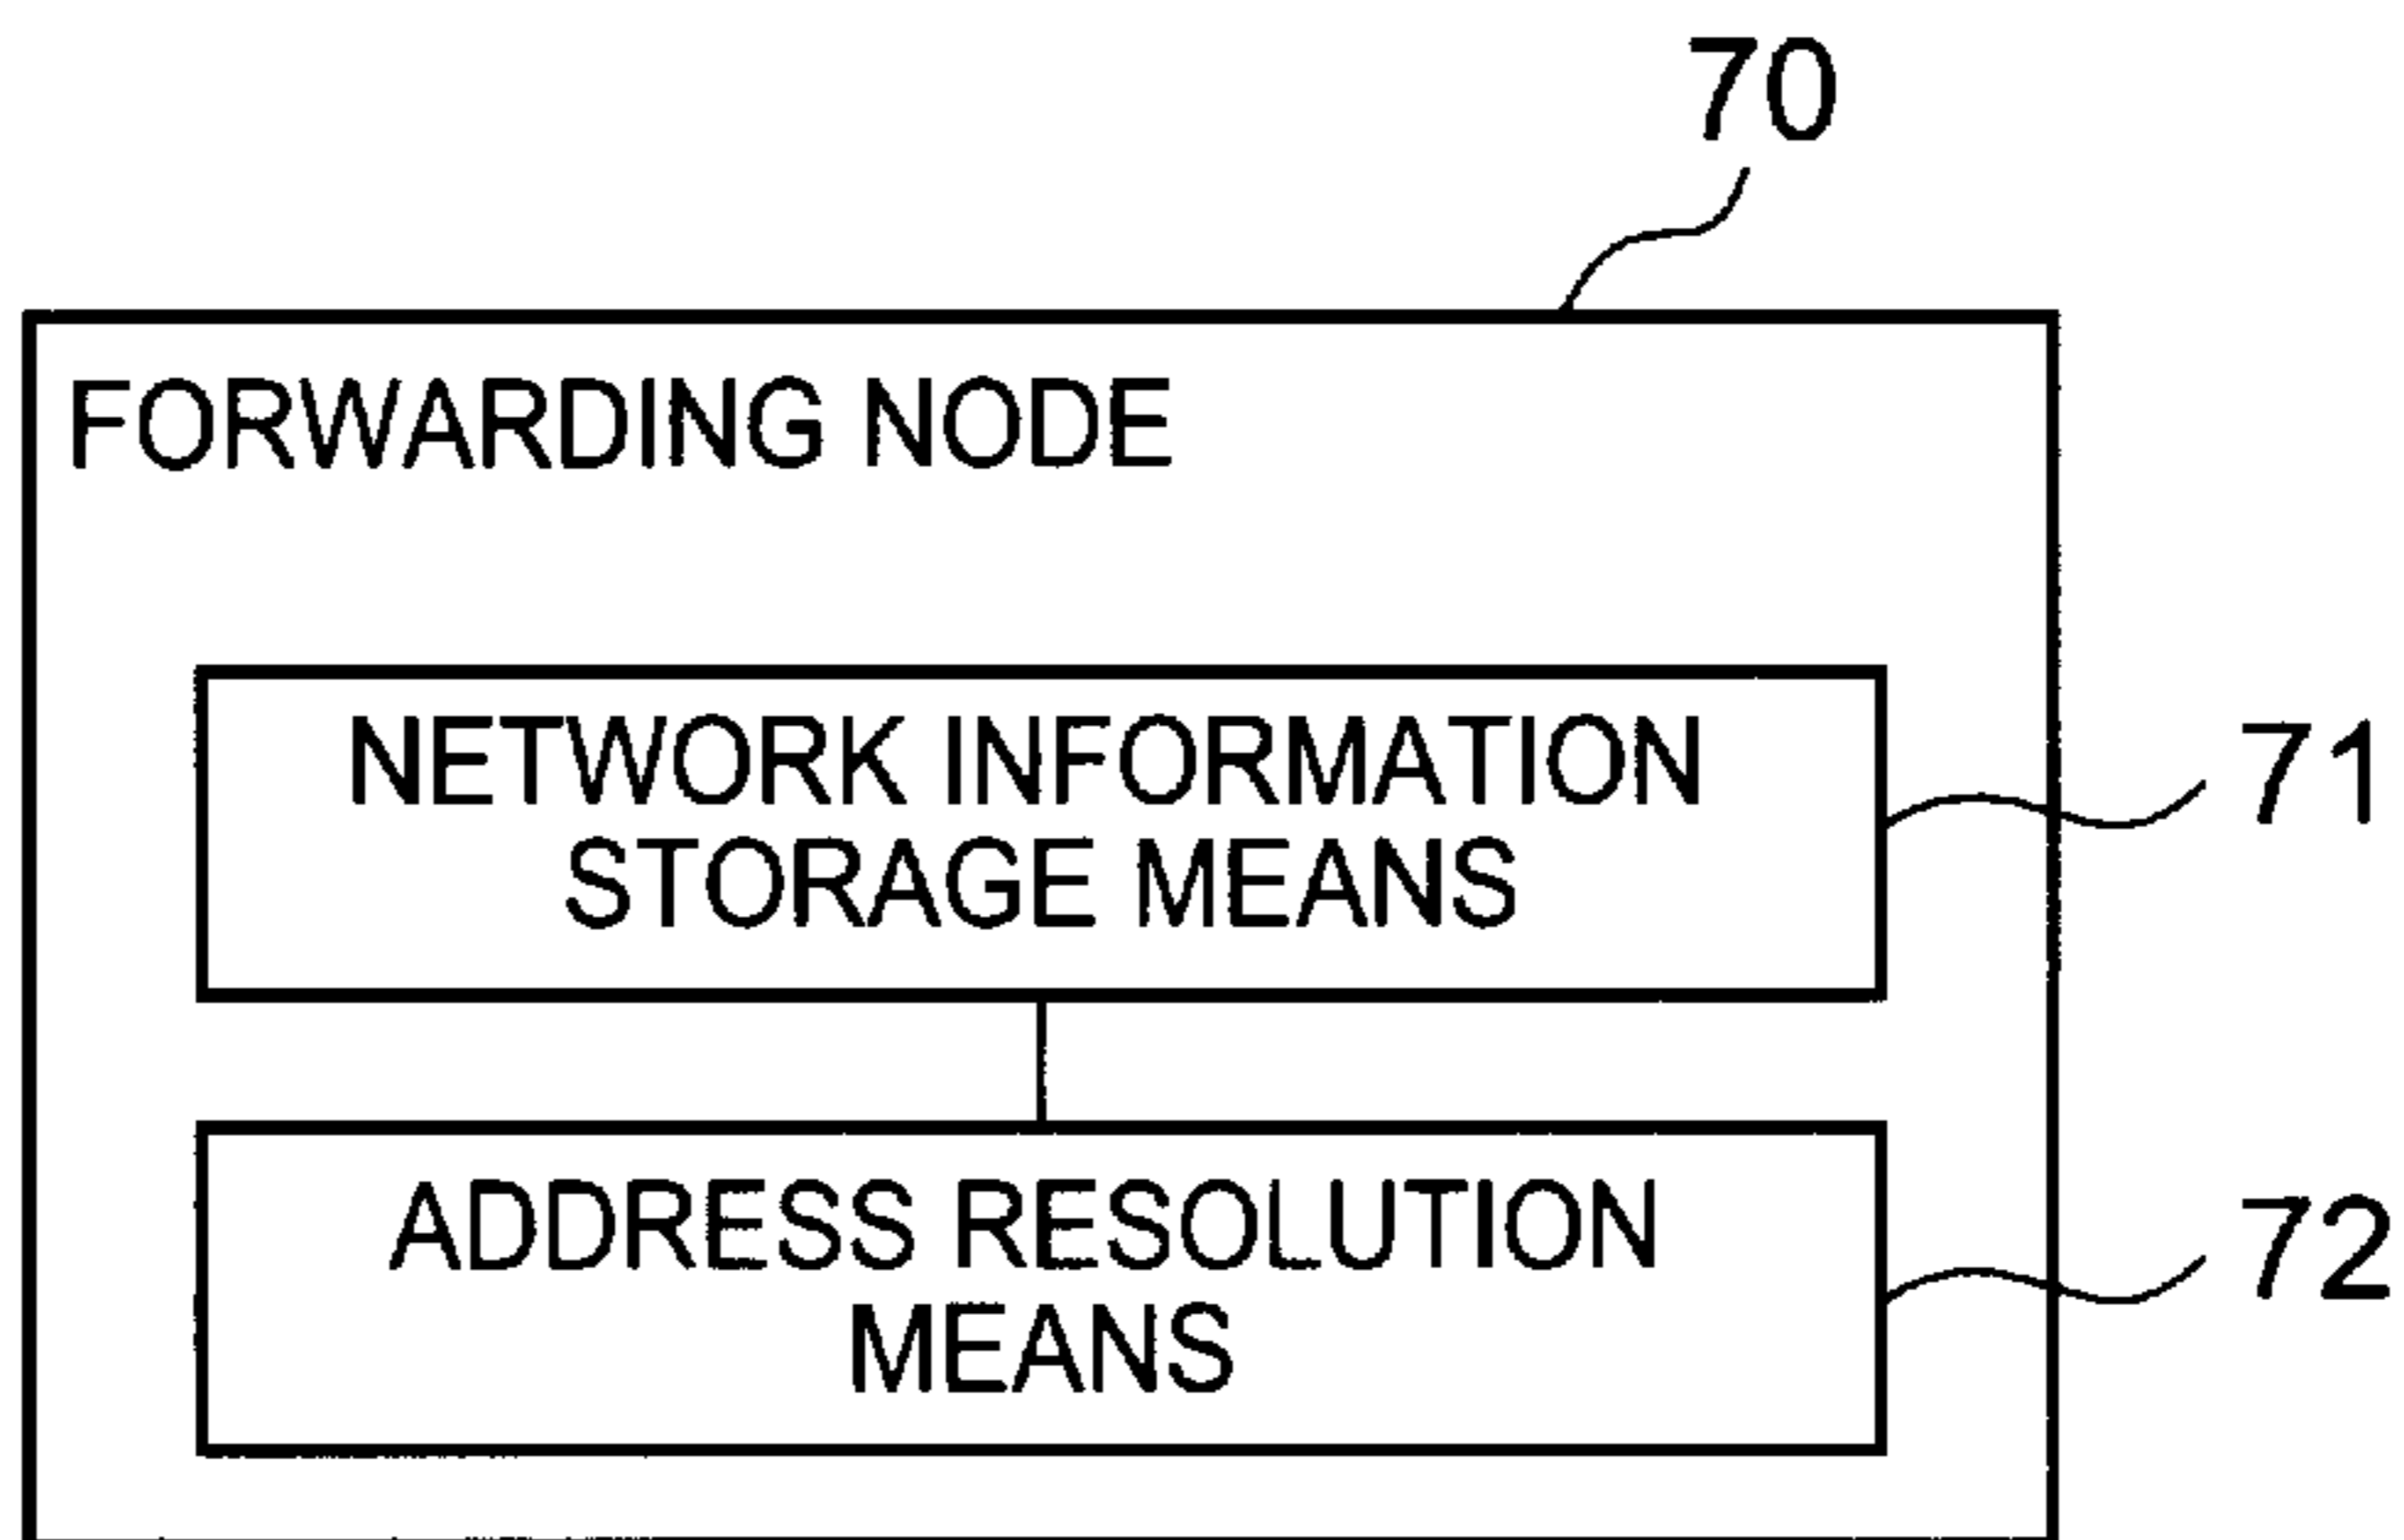 70
FORWARDING NODE
NETWORK INFORMATION
STORAGE MEANS
71
ADDRESS RESOLUTION
MEANS
72